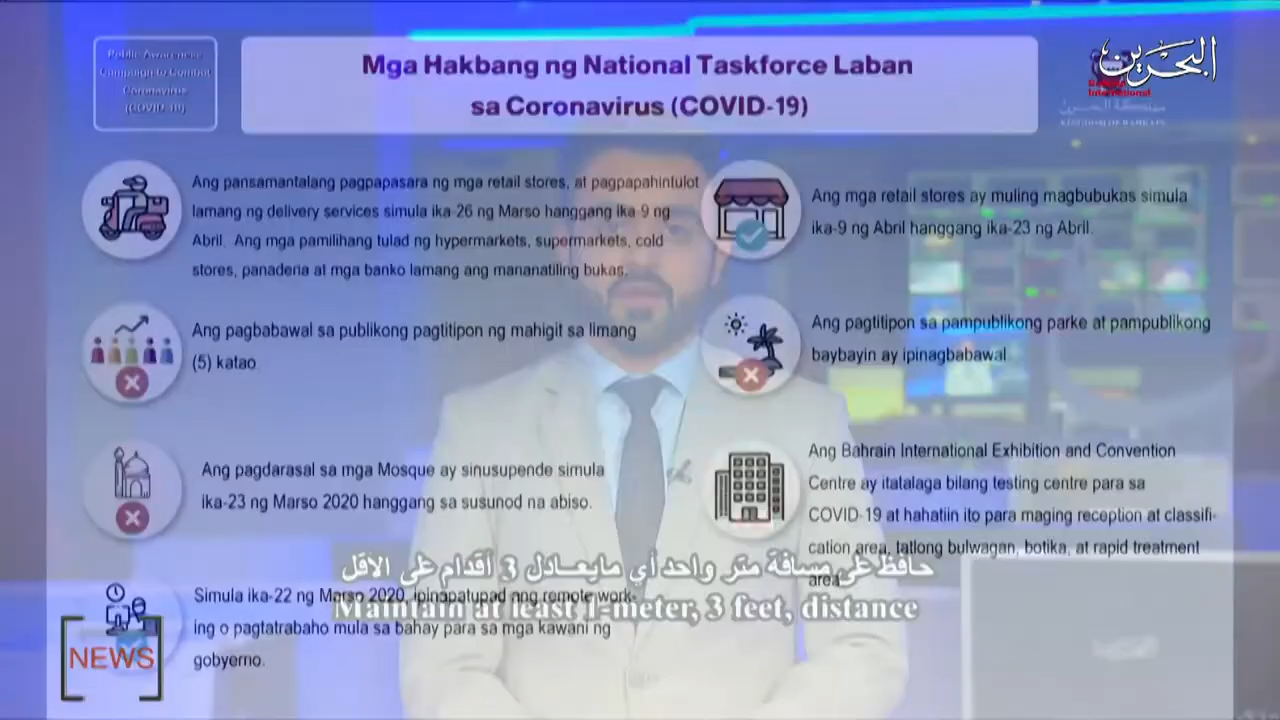 Public Awareness
Campaign to Combat
Coronavirus
(COVID-19)
Mga Hakbang ng National Taskforce Laban
sa Coronavirus (COVID-19)
البحرين
International
مملكة البحرين
KINGDOM OF BAHRAIN
Ang pansamantalang pagpapasara ng mga retail stores, at pagpapahintulot
lamang ng delivery services simula ika-26 ng Marso hanggang ika-9 ng
Abril. Ang mga pamilihang tulad ng hypermarkets, supermarkets, cold
stores, panaderia at mga banko lamang ang mananatiling bukas.
Ang mga retail stores ay muling magbubukas simula
ika-9 ng Abril hanggang ika-23 ng Abril.
Ang pagbabawal sa publikong pagtitipon ng mahigit sa limang
(5) katao
Ang pagtitipon sa pampublikong parke at pampublikong
baybayin ay ipinagbabawal
Ang pagdarasal sa mga Mosque ay sinusupende simula
ika-23 ng Marso 2020 hanggang sa susunod na abiso.
Ang Bahrain International Exhibition and Convention
Centre ay itatalaga bilang testing centre para sa
COVID-19 at hahatiin ito para maging reception at classifi-
cation area, tatlong bulwagan, botika, at rapid treatment
area
Simula ika-22 ng Marso 2020, ipinapatupad ang remote work-
ing o pagtatrabaho mula sa bahay para sa mga kawani ng
gobyerno.
حافظ على مسافة متر واحد أي مايعادل 3 أقدام على الأقل
Maintain at least 1-meter, 3 feet, distance
NEWS